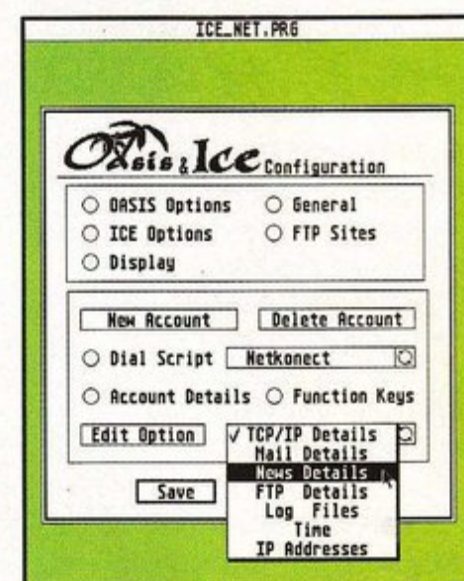 ICE_NET.PRG
Oasis & Ice Configuration
OASIS Options General
ICE Options FTP Sites
Display
New Account Delete Account
Dial Script Netkonect
Account Details Function Keys
Edit Option ✓ TCP/IP Details
Mail Details
News Details
FTP Details
Save Log Files
Time
IP Addresses